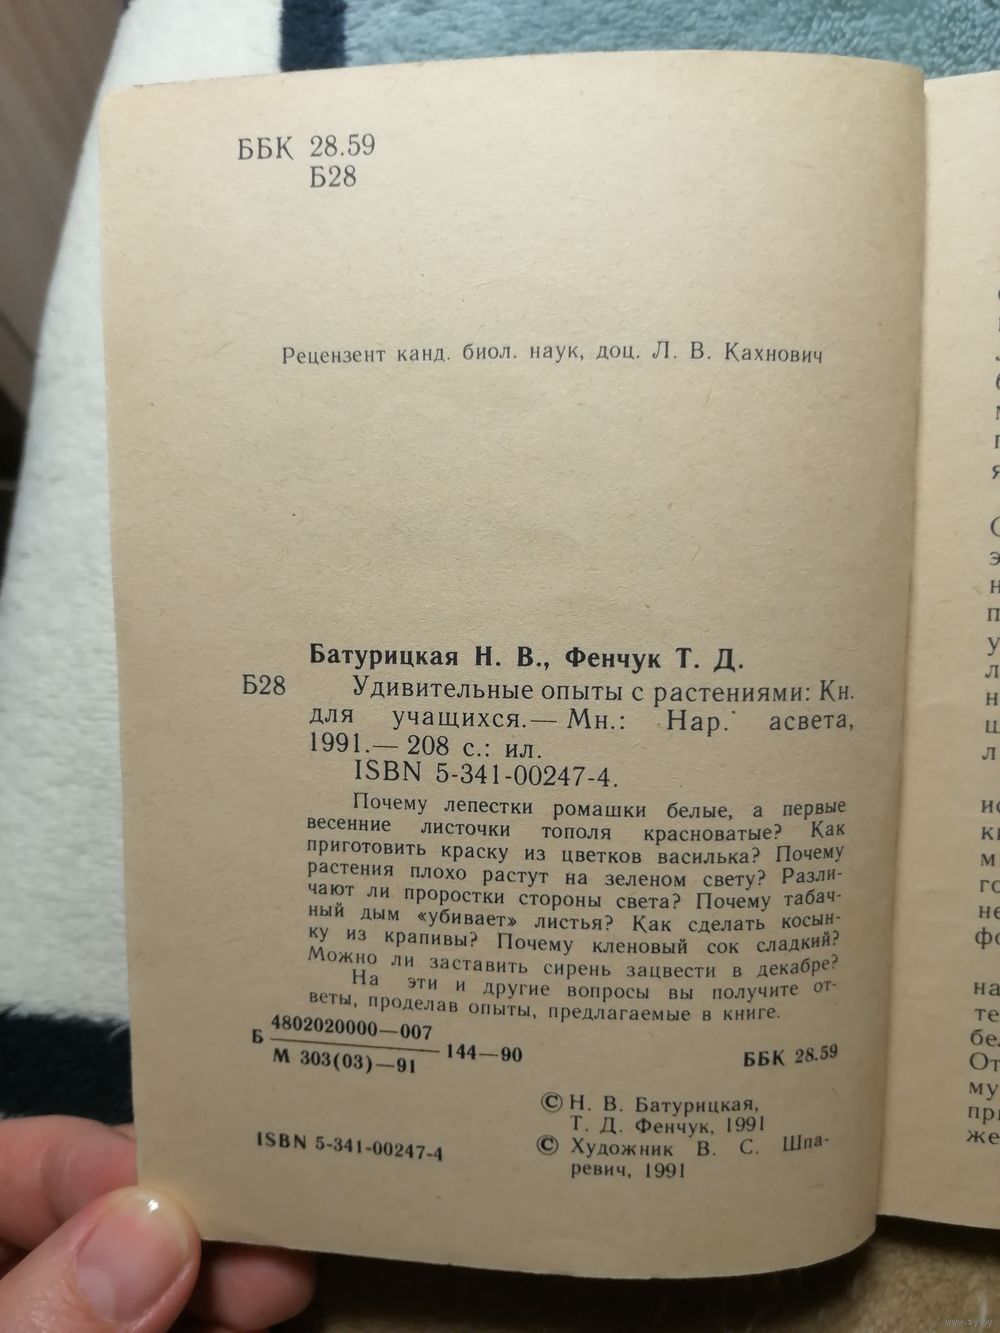 ББК 28.59
Б28
Рецензент канд. биол. наук, доц. Л. В. Кахнович
Батурицкая Н. В., Фенчук Т. Д.
Б28 Удивительные опыты с растениями: Кн.
для учащихся.— Мн.: Нар. асвета,
1991.— 208 с.: ил.
ISBN 5-341-00247-4.
Почему лепестки ромашки белые, а первые
весенние листочки тополя красноватые? Как
приготовить краску из цветков василька? Почему
растения плохо растут на зеленом свету? Разли-
чают ли проростки стороны света? Почему табач-
ный дым «убивает» листья? Как сделать косын-
ку из крапивы? Почему кленовый сок сладкий?
Можно ли заставить сирень зацвести в декабре?
На эти и другие вопросы вы получите от-
веты, проделав опыты, предлагаемые в книге.
Б 4802020000—007
М 303(03)—91 144—90
ББК 28.59
© Н. В. Батурицкая,
Т. Д. Фенчук, 1991
© Художник В. С. Шпа-
ревич, 1991
ISBN 5-341-00247-4
www.ay.by